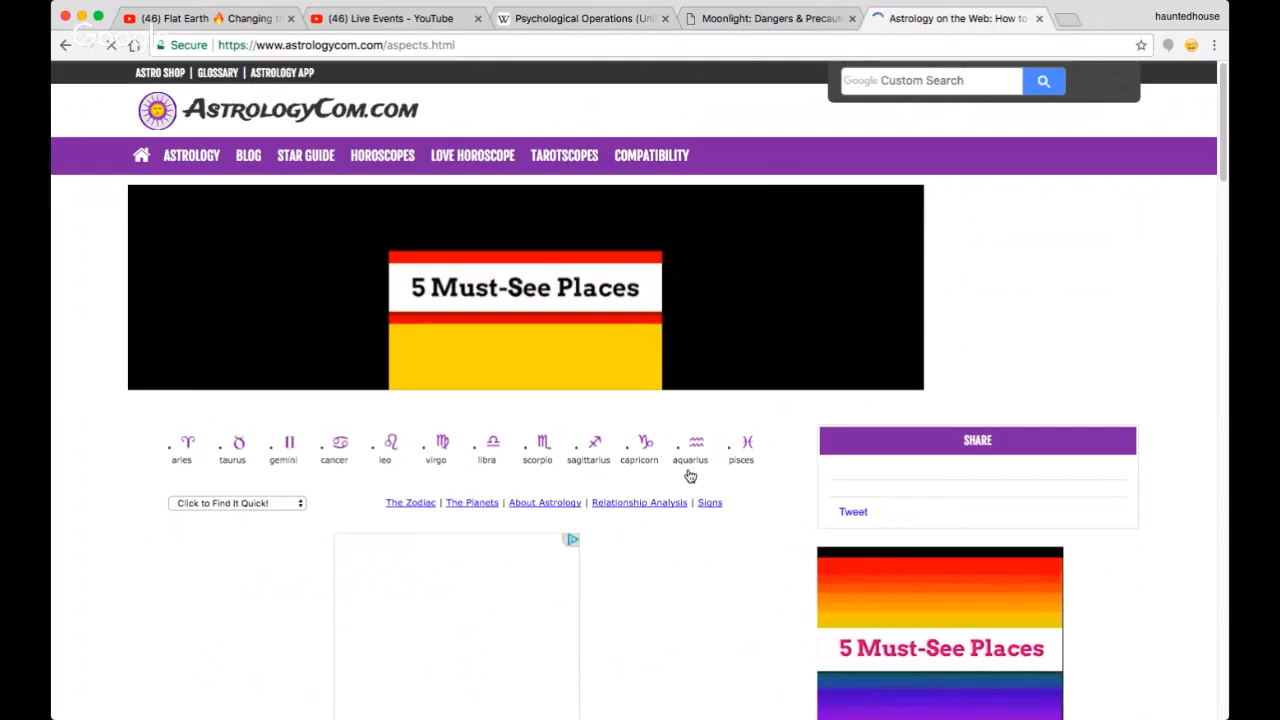 (46) Flat Earth 🔥 Changing t
(46) Live Events - YouTube
Psychological Operations (Uni
Moonlight: Dangers & Precaut
Astrology on the Web: How to
hauntedhouse
Google
Secure
https://www.astrologycom.com/aspects.html
ASTRO SHOP | GLOSSARY | ASTROLOGY APP
Google Custom Search
ASTROLOGYCOM.COM
ASTROLOGY BLOG STAR GUIDE HOROSCOPES LOVE HOROSCOPE TAROTSCOPES COMPATIBILITY
5 Must-See Places
♈ ♉ ♊ ♋ ♌ ♍ ♎ ♏ ♐ ♑ ♒ ♓
aries taurus gemini cancer leo virgo libra scorpio sagittarius capricorn aquarius pisces
SHARE
Click to Find It Quick!
The Zodiac | The Planets | About Astrology | Relationship Analysis | Signs
Tweet
5 Must-See Places